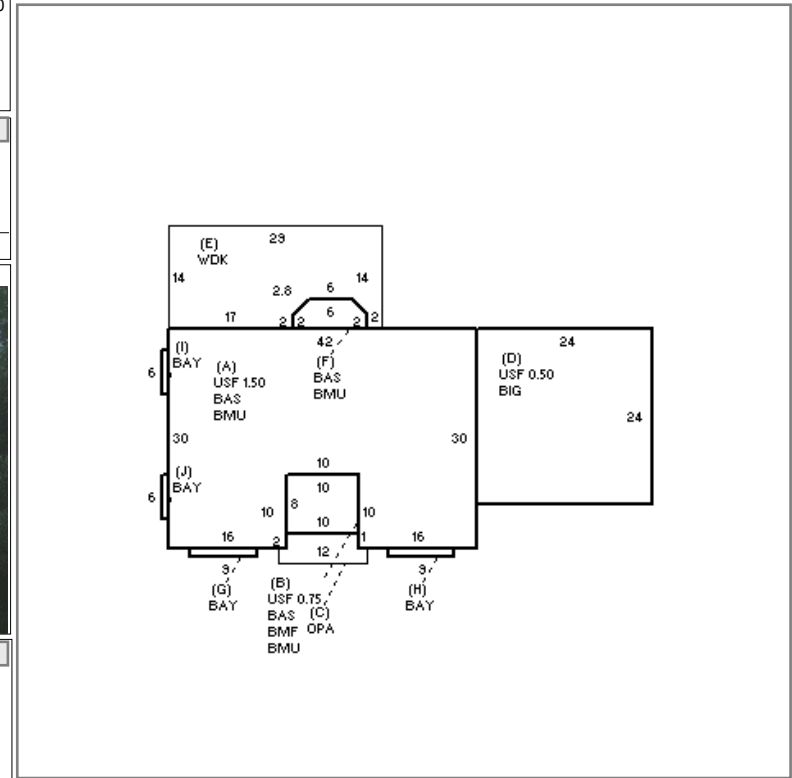 (E)
WDK
29
14
14
2.8
6
6
17
2
2
2
2
42
24
(I)
BAY
6
(A)
USF 1.50
BAS
BMU
(F)
BAS
BMU
(D)
USF 0.50
BIG
24
30
30
(J)
BAY
6
10
10
8
10
10
10
16
2
1
16
12
9
(G)
BAY
9
(H)
BAY
(B)
USF 0.75
BAS
BMF
BMU
(C)
OPA